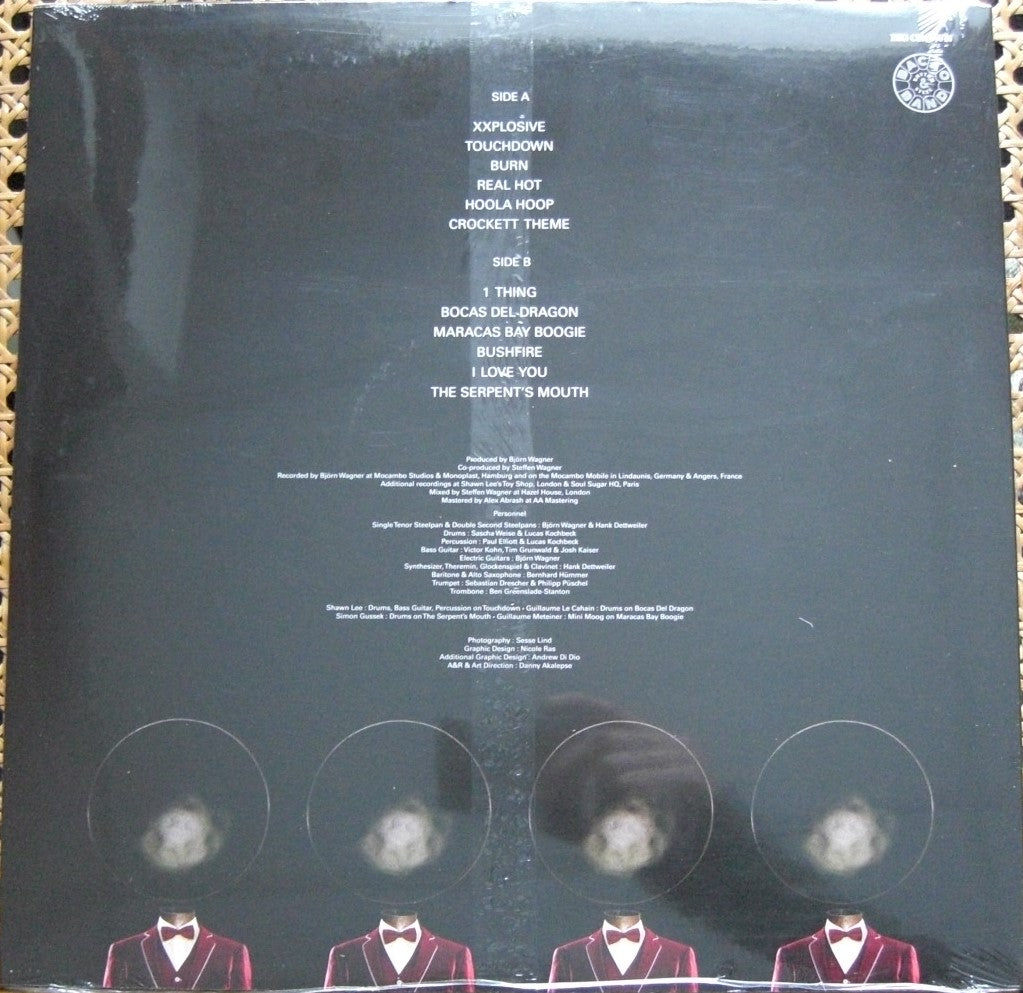 BACAO
RHYTHM
&
STEEL
BAND
SIDE A
XXPLOSIVE
TOUCHDOWN
BURN
REAL HOT
HOOLA HOOP
CROCKETT THEME
SIDE B
1 THING
BOCAS DEL DRAGON
MARACAS BAY BOOGIE
BUSHFIRE
I LOVE YOU
THE SERPENT'S MOUTH
Produced by Björn Wagner
Co-produced by Steffen Wagner
Recorded by Björn Wagner at Mocambo Studios & Monoplast, Hamburg and on the Mocambo Mobile in Lindaunis, Germany & Angers, France
Additional recordings at Shawn Lee's Toy Shop, London & Soul Sugar HQ, Paris
Mixed by Steffen Wagner at Hazel House, London
Mastered by Alex Abrash at AA Mastering
Personnel
Single Tenor Steelpan & Double Second Steelpans : Björn Wagner & Hank Dettweiler
Drums : Sascha Weise & Lucas Kochbeck
Percussion : Paul Elliott & Lucas Kochbeck
Bass Guitar : Victor Kohn, Tim Grunwald & Josh Kaiser
Electric Guitars : Björn Wagner
Synthesizer, Theremin, Glockenspiel & Clavinet : Hank Dettweiler
Baritone & Alto Saxophone : Bernhard Hümmer
Trumpet : Sebastian Drescher & Philipp Püschel
Trombone : Ben Greenslade-Stanton
Shawn Lee : Drums, Bass Guitar, Percussion on Touchdown - Guillaume Le Cahain : Drums on Bocas Del Dragon
Simon Gussek : Drums on The Serpent's Mouth - Guillaume Meteiner : Mini Moog on Maracas Bay Boogie
Photography : Sesse Lind
Graphic Design : Nicole Ras
Additional Graphic Design : Andrew Di Dio
A&R & Art Direction : Danny Akalepse